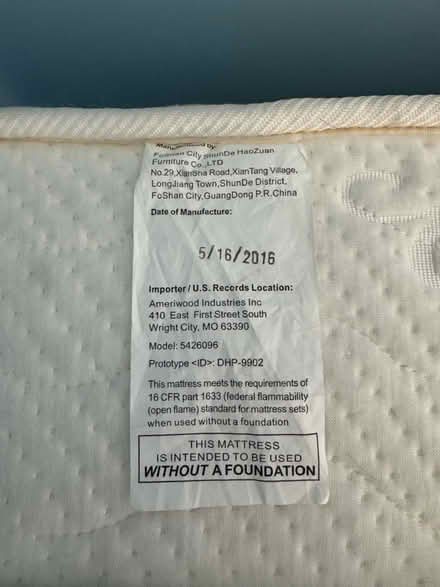 Manufactured by
Foshan City ShunDe HaoZuan
Furniture Co.,LTD
No.29,XianSha Road,XianTang Village,
LongJiang Town,ShunDe District,
FoShan City,GuangDong P.R.China
Date of Manufacture:
5/16/2016
Importer / U.S. Records Location:
Ameriwood Industries Inc
410 East First Street South
Wright City, MO 63390
Model: 5426096
Prototype <ID>: DHP-9902
This mattress meets the requirements of
16 CFR part 1633 (federal flammability
(open flame) standard for mattress sets)
when used without a foundation
THIS MATTRESS
IS INTENDED TO BE USED
WITHOUT A FOUNDATION